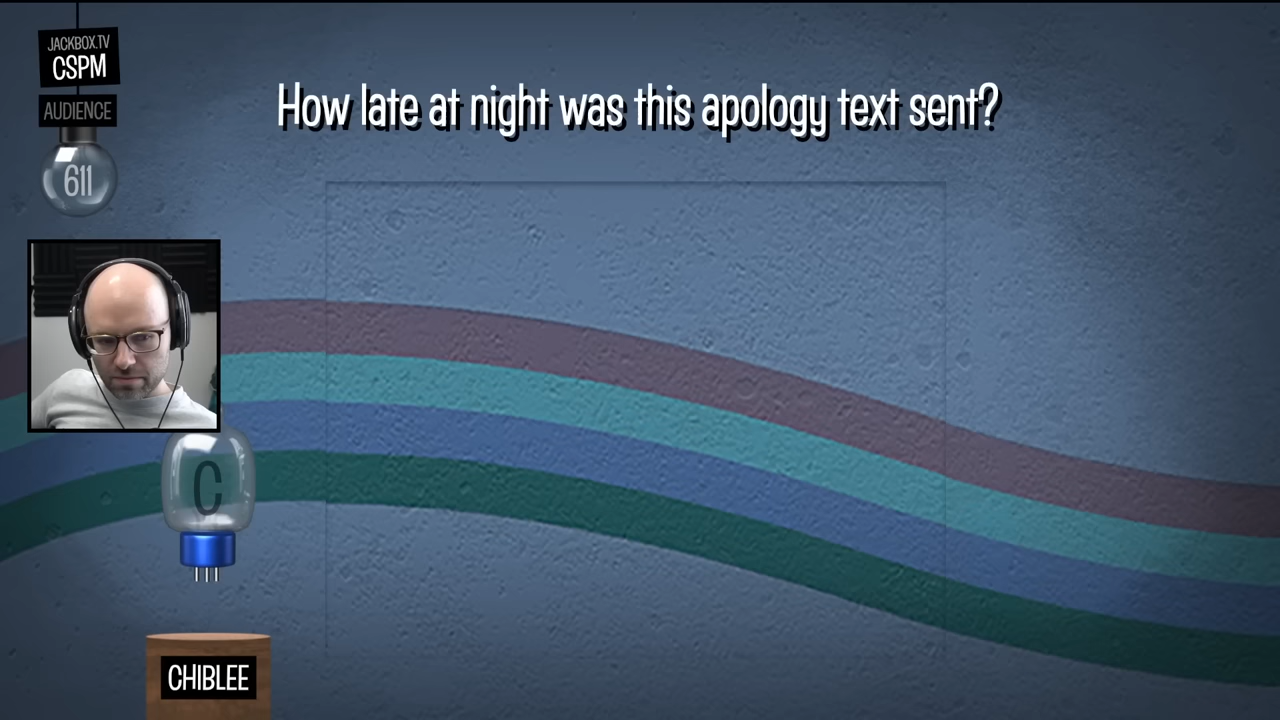 JACKBOX.TV
CSPM
AUDIENCE
611
How late at night was this apology text sent?
C
CHIBLEE